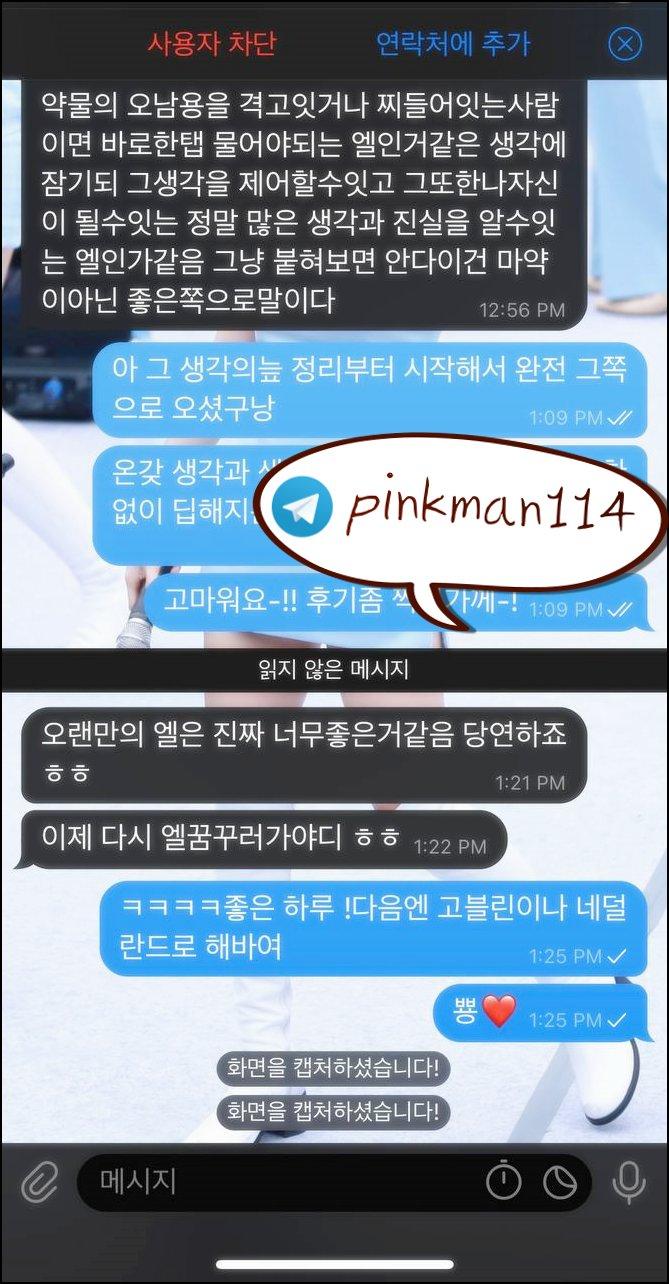 사용자 차단
연락처에 추가
약물의 오남용을 격고잇거나 찌들어잇는사람
이면 바로한탭 물어야되는 엘인거같은 생각에
잠기되 그생각을 제어할수잇고 그또한나자신
이 될수잇는 정말 많은 생각과 진실을 알수잇
는 엘인가같음 그냥 붙혀보면 안다이건 마약
이아닌 좋은쪽으로말이다
12:56 PM
아 그 생각의늪 정리부터 시작해서 완전 그쪽
으로 오셨구낭
1:09 PM
온갖 생각과
없이 딥해지
pinkman114
고마워요-!! 후기좀 가께-!
1:09 PM
읽지 않은 메시지
오랜만의 엘은 진짜 너무좋은거같음 당연하죠
ㅎㅎ
1:21 PM
이제 다시 엘꿈꾸러가야디 ㅎㅎ 1:22 PM
ㅋㅋㅋㅋ좋은 하루 !다음엔 고블린이나 네덜
란드로 해바여
1:25 PM
뿅❤️ 1:25 PM
화면을 캡처하셨습니다!
화면을 캡처하셨습니다!
메시지